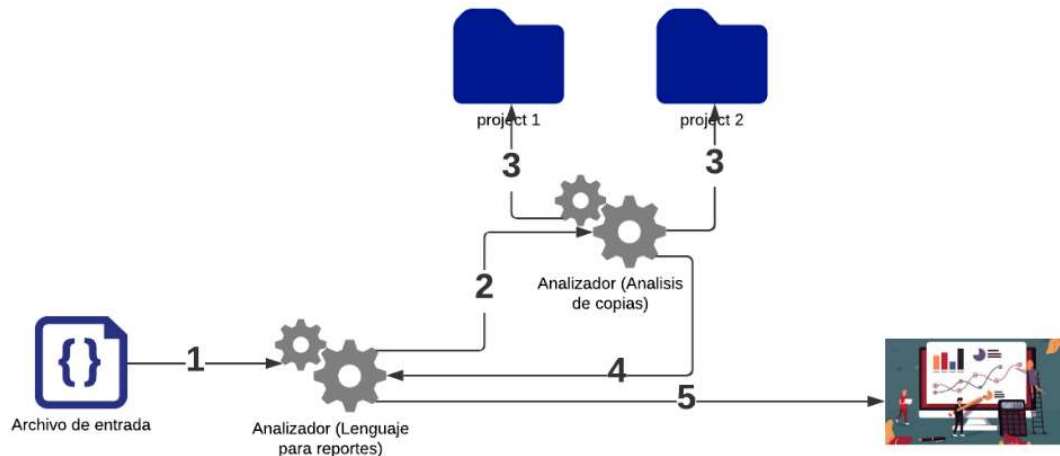 project 1
project 2
3
3
2
Analizador (Analisis
de copias)
{}
1
4
5
Archivo de entrada
Analizador (Lenguaje
para reportes)